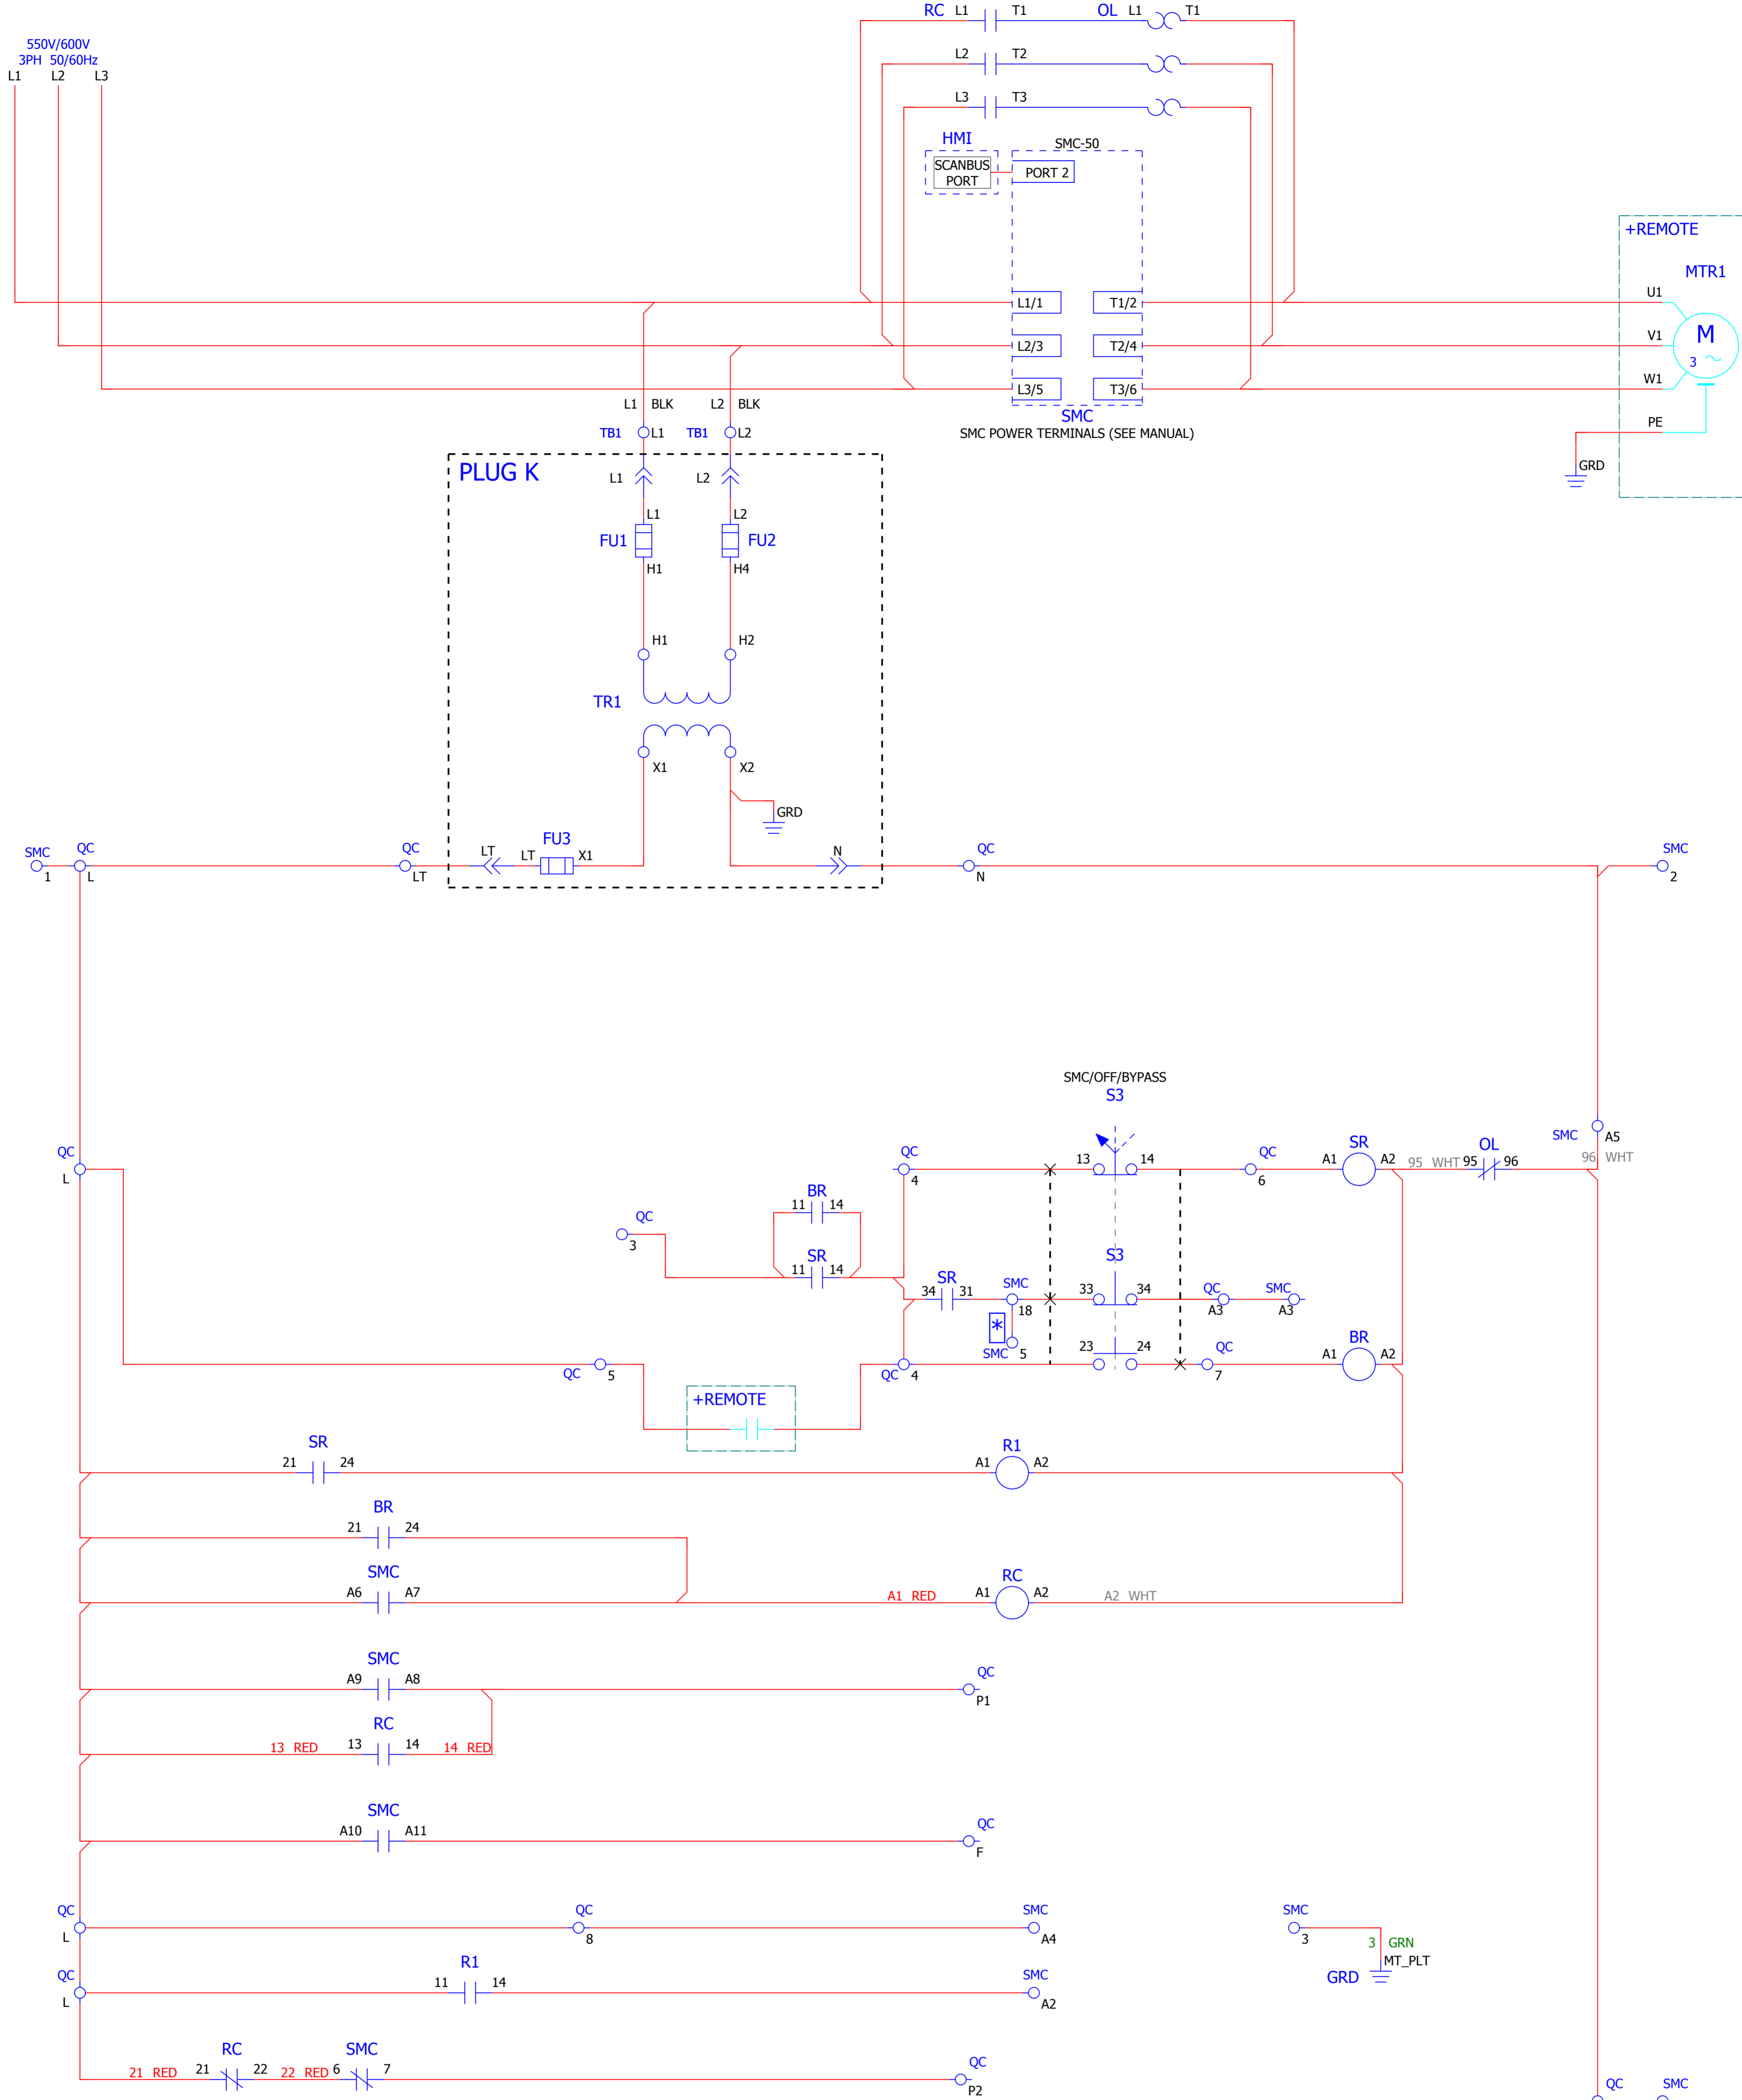 RC L1 T1 OL L1 T1
550V/600V
3PH 50/60Hz
L1 L2 L3
L2 T2
L3 T3
HMI
SMC-50
SCANBUS
PORT
PORT 2
+REMOTE
MTR1
L1/1 T1/2 U1
L2/3 T2/4 V1
M
3
L3/5 T3/6 W1
L1 BLK L2 BLK
SMC
SMC POWER TERMINALS (SEE MANUAL)
PE
GRD
TB1 L1 TB1 L2
PLUG K
L1 L2
L1 L2
FU1 FU2
H1 H4
H1 H2
TR1
X1 X2
GRD
SMC QC QC FU3 QC SMC
LT LT X1 N
1 L LT N 2
SMC/OFF/BYPASS
S3
SMC A5
QC QC 13 14 QC SR OL
A1 A2 95 WHT 95 96 96 WHT
L 4 6
BR
11 14
QC
3
SR
11 14
S3
SR SMC
34 31 33 34 QC SMC
18 A3 A3
*
SMC 5
23 24 QC BR
A1 A2
QC 5 QC 4 7
+REMOTE
SR R1
21 24 A1 A2
BR
21 24
SMC RC
A6 A7 A1 RED A1 A2 A2 WHT
SMC
A9 A8 QC
P1
RC
13 RED 13 14 14 RED
SMC
A10 A11 QC
F
QC QC SMC SMC
L 8 A4 3
3 GRN
MT_PLT
GRD
QC R1 SMC
11 14
L A2
RC SMC
21 RED 21 22 22 RED 6 7 QC
P2
QC SMC